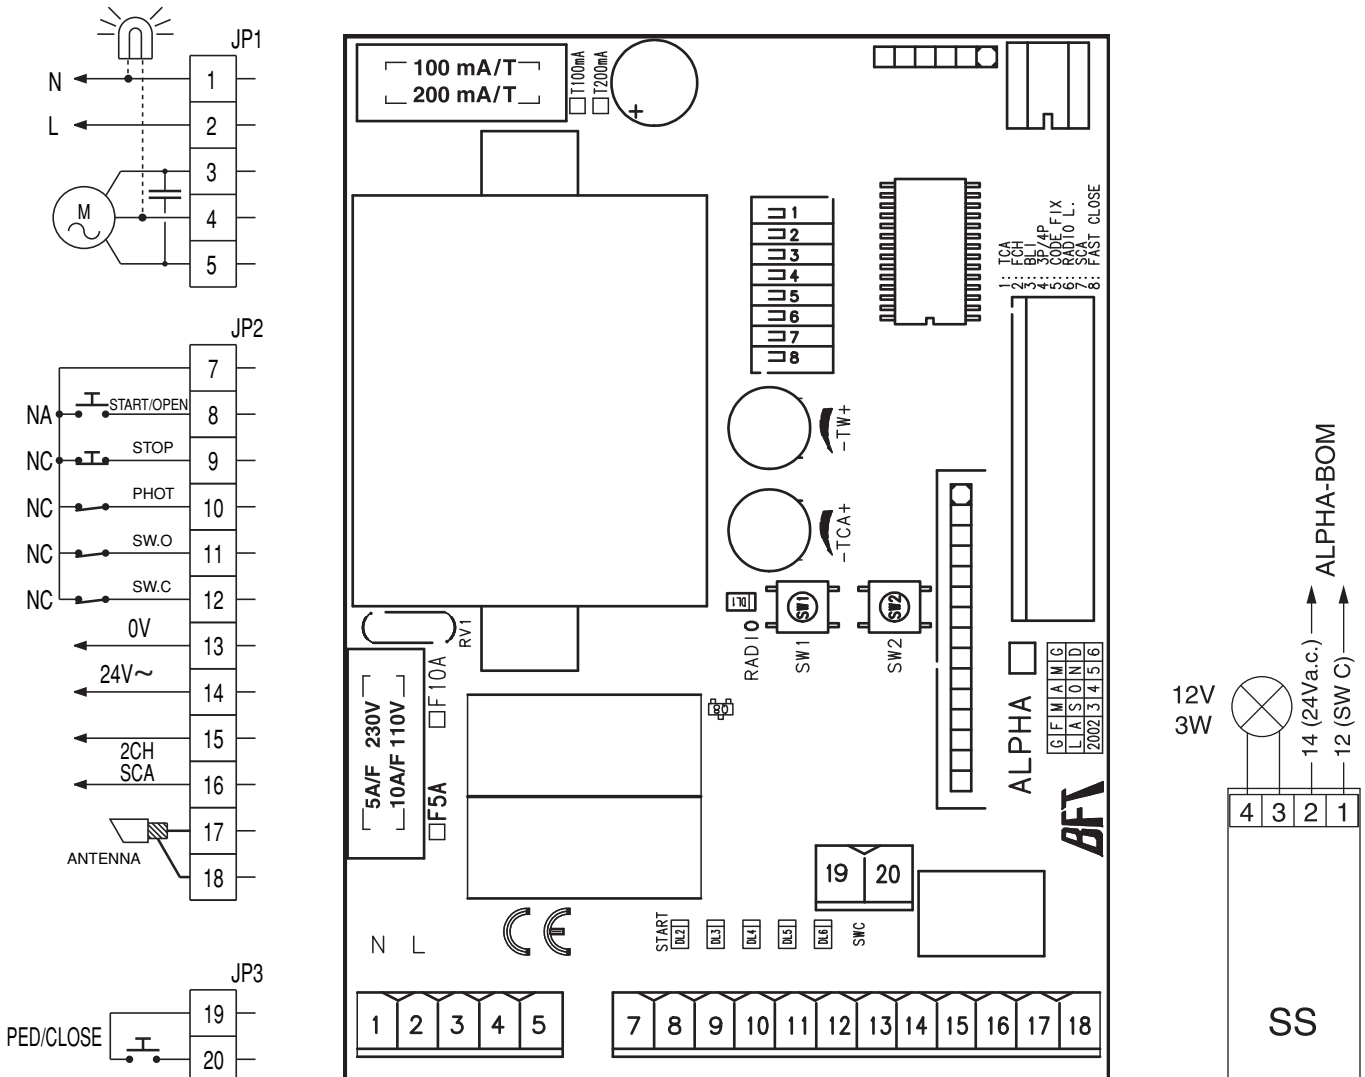 JP1
N
1
L
2
3
M
4
5
JP2
7
NA
START/OPEN
8
NC
STOP
9
NC
PHOT
10
NC
SW.O
11
NC
SW.C
12
0V
13
24V~
14
15
2CH
SCA
16
17
ANTENNA
18
JP3
19
PED/CLOSE
20
100 mA/T
200 mA/T
T100mA
T200mA
+
1
2
3
4
5
6
7
8
1: TCA
2: FCH
3: BLI
4: 3P/4P
5: CODE FIX
6: RADIO L.
7: SCA
8: FAST CLOSE
-TW+
-TCA+
DL1
RADIO
SW1
SW1
SW2
SW2
RV1
5A/F 230V
10A/F 110V
F10A
F5A
80
ALPHA
G F M A M G
L A S O N D
2002 3 4 5 6
BFT
19 20
CE
START
DL2
DL3
DL4
DL5
DL6
SWC
N L
1 2 3 4 5
7 8 9 10 11 12 13 14 15 16 17 18
ALPHA-BOM
14 (24Va.c.)
12 (SW C)
12V
3W
4 3 2 1
SS